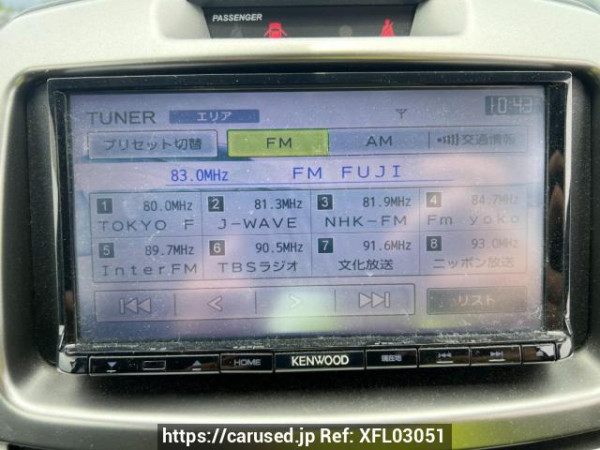 PASSENGER
TUNER エリア 10:43
プリセット切替 FM AM 交通情報
83.0MHz FM FUJI
1 80.0MHz 2 81.3MHz 3 81.9MHz 4 84.7MHz
TOKYO F J-WAVE NHK-FM Fm yoko
5 89.7MHz 6 90.5MHz 7 91.6MHz 8 93.0MHz
InterFM TBSラジオ 文化放送 ニッポン放送
リスト
HOME KENWOOD 現在地
https://carused.jp Ref: XFL03051